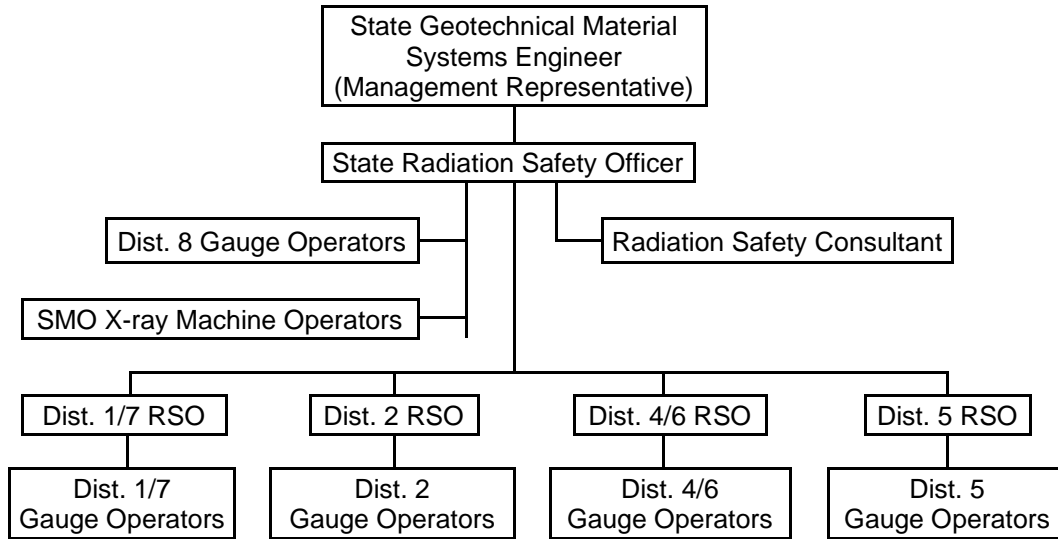 State Geotechnical Material
Systems Engineer
(Management Representative)
State Radiation Safety Officer
Dist. 8 Gauge Operators
Radiation Safety Consultant
SMO X-ray Machine Operators
Dist. 1/7 RSO
Dist. 2 RSO
Dist. 4/6 RSO
Dist. 5 RSO
Dist. 1/7
Gauge Operators
Dist. 2
Gauge Operators
Dist. 4/6
Gauge Operators
Dist. 5
Gauge Operators